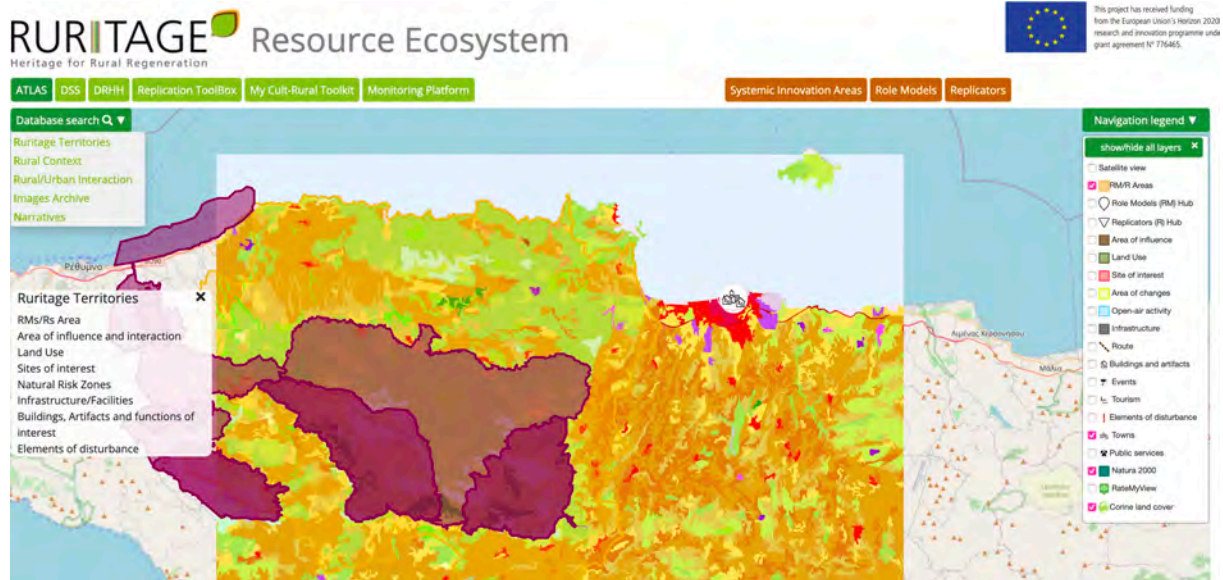 RURITAGE
Heritage for Rural Regeneration
Resource Ecosystem
This project has received funding
from the European Union's Horizon 2020
research and innovation programme unde
grant agreement N° 776465.
ATLAS
DSS
DRHH
Replication ToolBox
My Cult-Rural Toolkit
Monitoring Platform
Systemic Innovation Areas
Role Models
Replicators
Database search
Ruritage Territories
Rural Context
Rural/Urban Interaction
Images Archive
Narratives
Navigation legend
show/hide all layers
Satellite view
RM/R Areas
Role Models (RM) Hub
Replicators (R) Hub
Area of influence
Land Use
Site of interest
Area of changes
Open-air activity
Infrastructure
Route
Buildings and artifacts
Events
Tourism
Elements of disturbance
Towns
Public services
Natura 2000
RateMyView
Corine land cover
Ρέθυμνο
Ruritage Territories
RMs/Rs Area
Area of influence and interaction
Land Use
Sites of interest
Natural Risk Zones
Infrastructure/Facilities
Buildings, Artifacts and functions of
interest
Elements of disturbance
Λιμένας Χερσονήσου
Μάλια